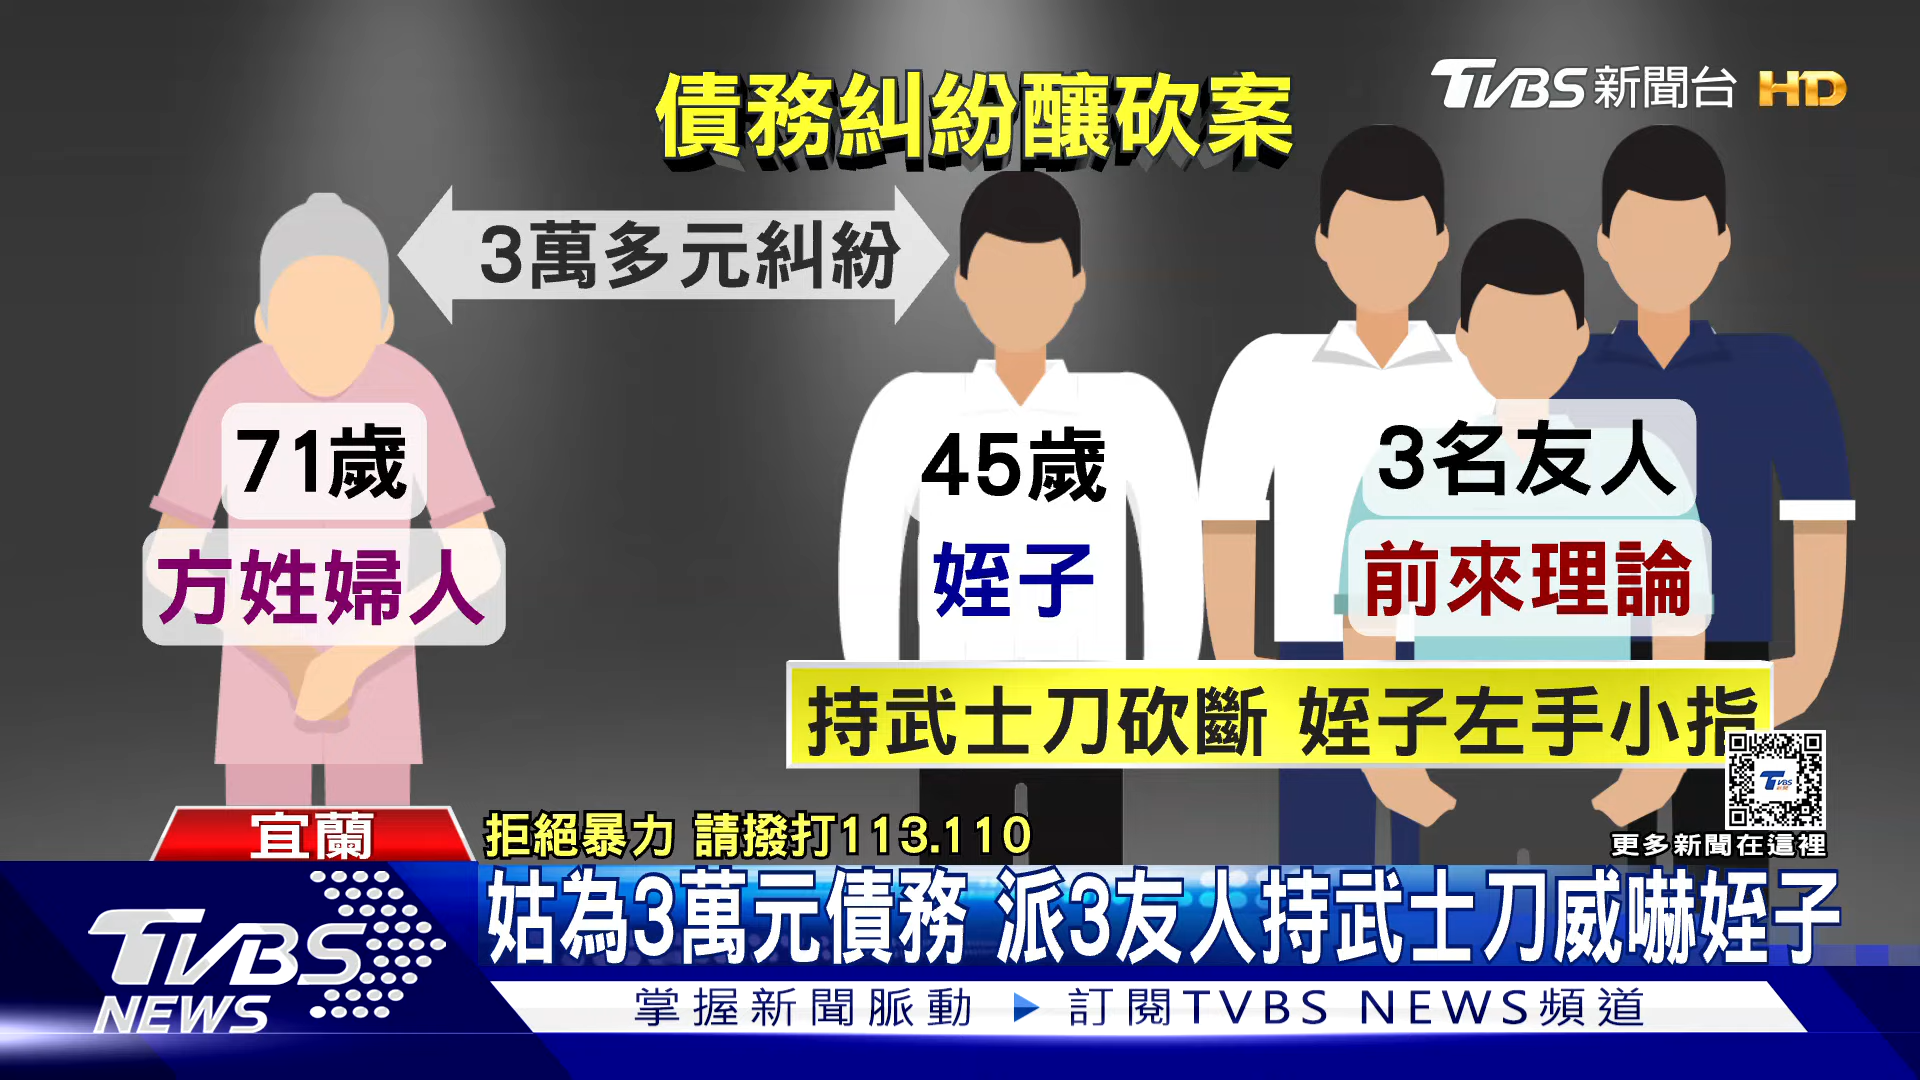 債務糾紛釀砍案
TVBS新聞台 HD
3萬多元糾紛
71歲
方姓婦人
45歲
姪子
3名友人
前來理論
持武士刀砍斷 姪子左手小指
TVBS
新聞
更多新聞在這裡
宜蘭
拒絕暴力 請撥打113.110
姑為3萬元債務 派3友人持武士刀威嚇姪子
TVBS
NEWS
掌握新聞脈動 ▶ 訂閱TVBS NEWS頻道